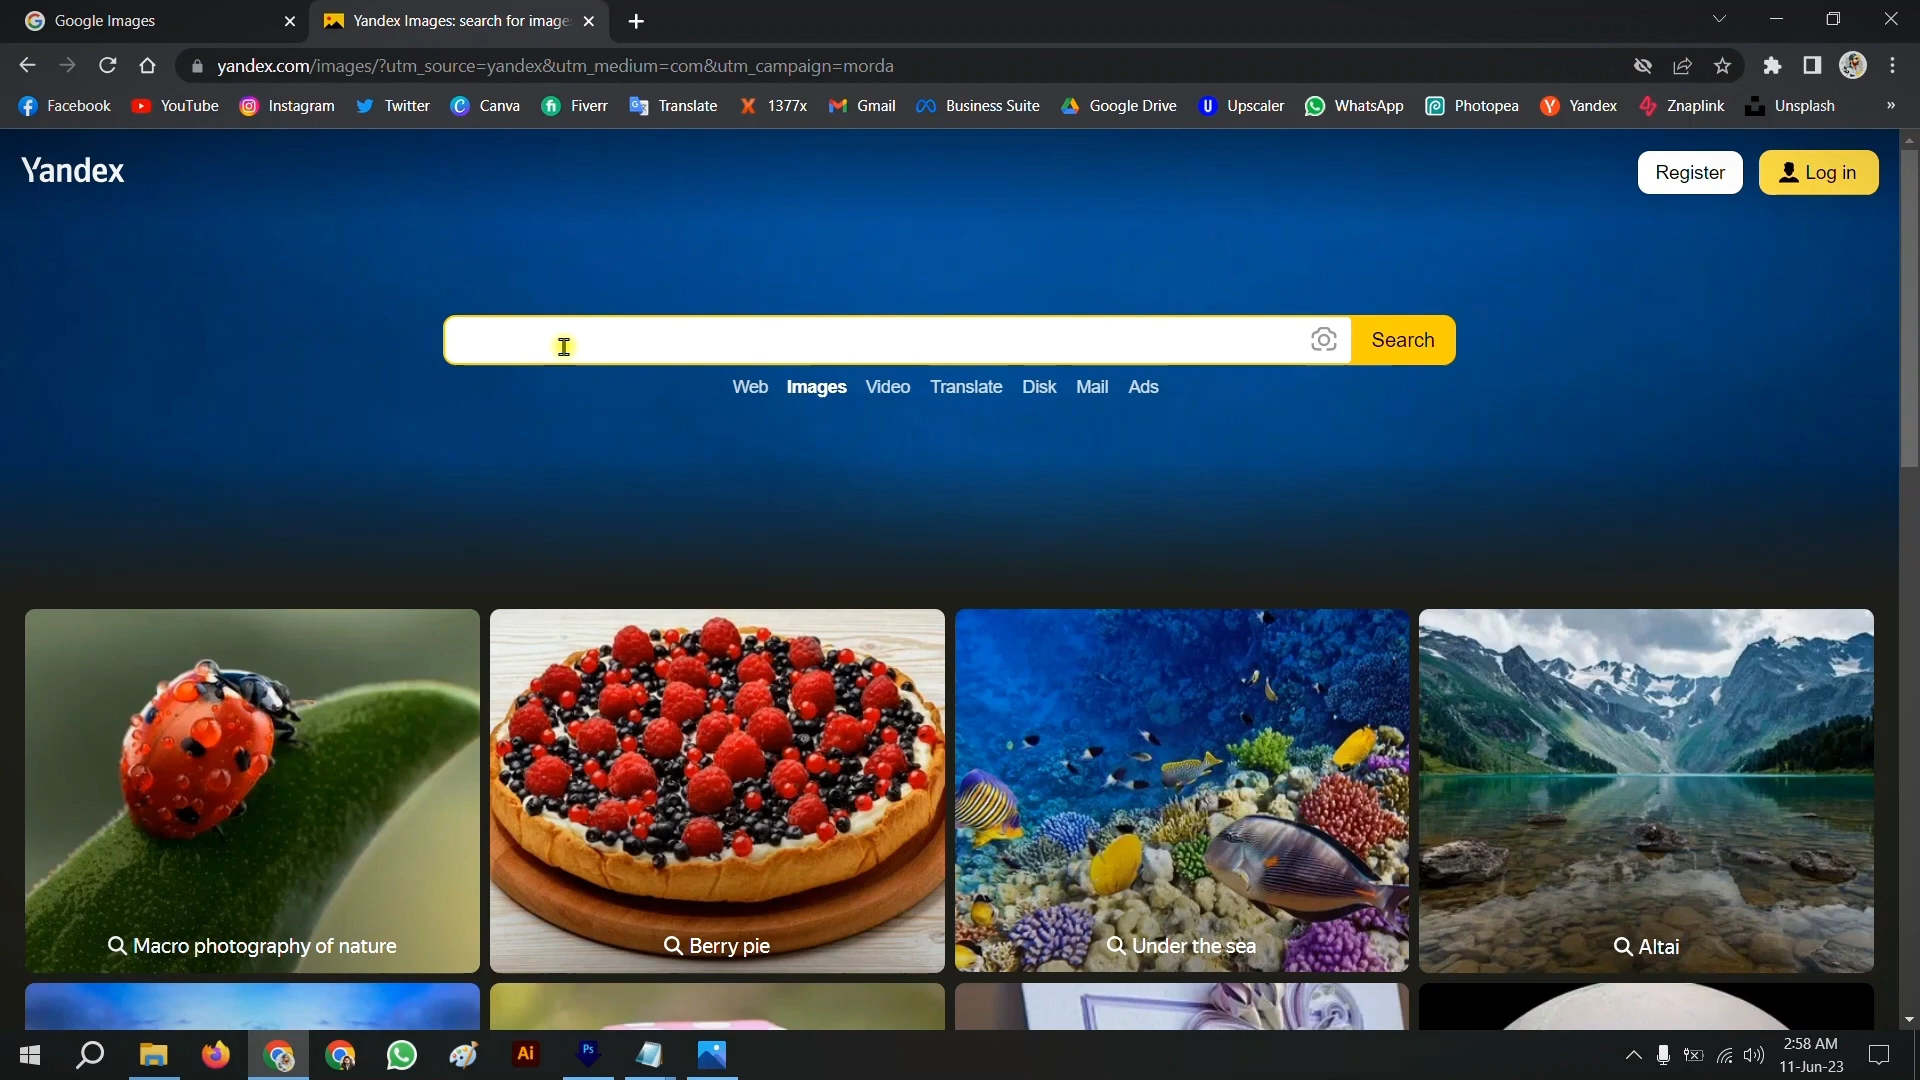 Google Images
Yandex Images: search for image
yandex.com/images/?utm_source=yandex&utm_medium=com&utm_campaign=morda
Facebook YouTube Instagram Twitter Canva Fiverr Translate 1377x Gmail Business Suite Google Drive Upscaler WhatsApp Photopea Yandex Znaplink Unsplash »
Yandex
Register Log in
Search
Web Images Video Translate Disk Mail Ads
Macro photography of nature
Berry pie
Under the sea
Altai
Ai
Ps
2:58 AM
11-Jun-23